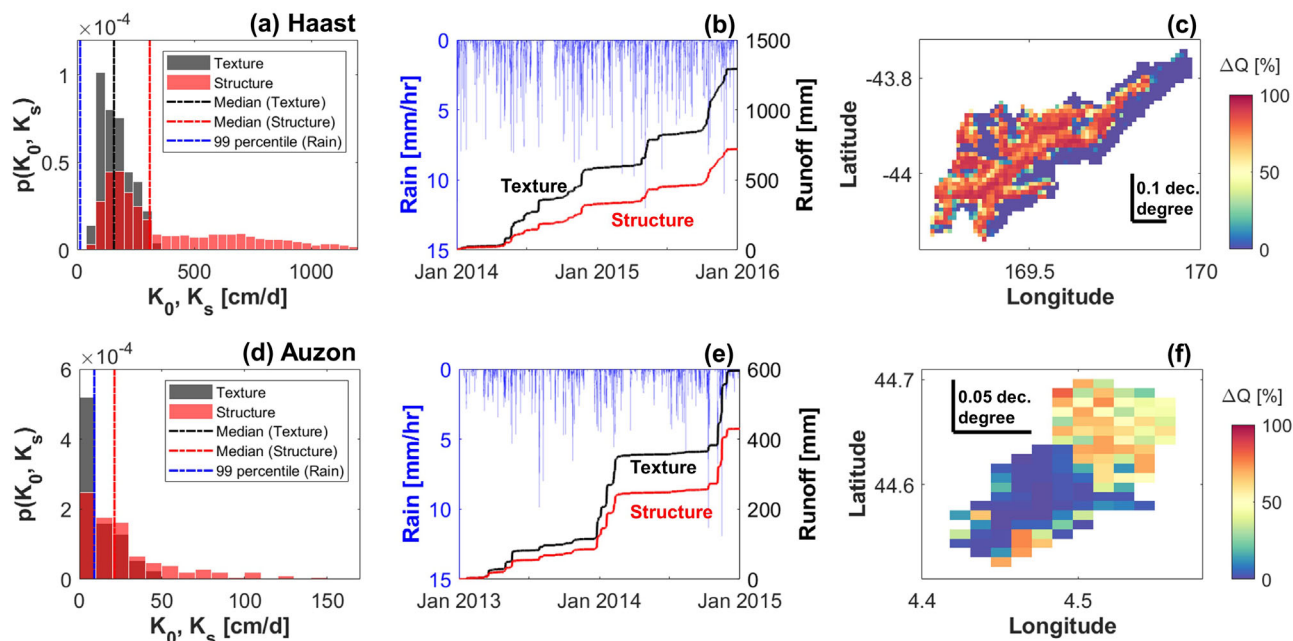 (a) Haast
×10⁻⁴
1
0.5
0
p(K₀, Kₛ)
Texture
Structure
Median (Texture)
Median (Structure)
99 percentile (Rain)
0
500
1000
K₀, Kₛ [cm/d]
(b)
0
5
10
15
Rain [mm/hr]
Texture
Structure
1500
1000
500
0
Runoff [mm]
Jan 2014
Jan 2015
Jan 2016
(c)
-43.8
-44
Latitude
0.1 dec.
degree
169.5
170
Longitude
ΔQ [%]
100
50
0
(d) Auzon
×10⁻⁴
6
4
2
0
p(K₀, Kₛ)
Texture
Structure
Median (Texture)
Median (Structure)
99 percentile (Rain)
0
50
100
150
K₀, Kₛ [cm/d]
(e)
0
5
10
15
Rain [mm/hr]
Texture
Structure
600
400
200
0
Runoff [mm]
Jan 2013
Jan 2014
Jan 2015
(f)
44.7
44.6
Latitude
0.05 dec.
degree
4.4
4.5
Longitude
ΔQ [%]
100
50
0